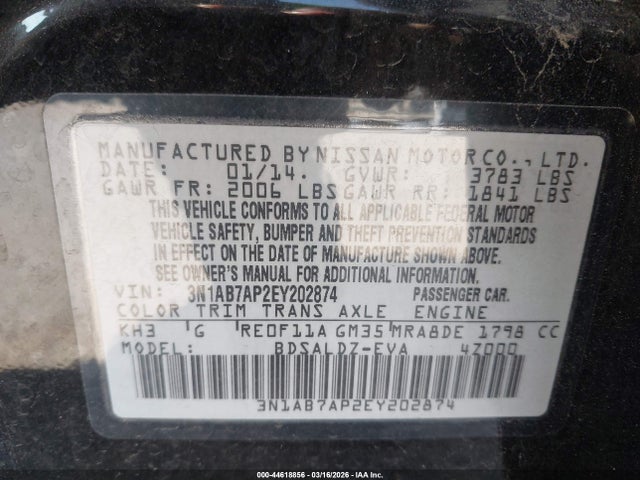 MANUFACTURED BY NISSAN MOTOR CO., LTD.
DATE: 01/14. GVWR: 3783 LBS
GAWR FR: 2006 LBS GAWR RR: 1841 LBS
THIS VEHICLE CONFORMS TO ALL APPLICABLE FEDERAL MOTOR
VEHICLE SAFETY, BUMPER AND THEFT PREVENTION STANDARDS
IN EFFECT ON THE DATE OF MANUFACTURE SHOWN ABOVE.
SEE OWNER'S MANUAL FOR ADDITIONAL INFORMATION.
VIN: 3N1AB7AP2EY202874 PASSENGER CAR.
COLOR TRIM TRANS AXLE ENGINE
KH3 G RE0F11A GM35 MRA8DE 1798 CC
MODEL: BDSALDZ-EVA 4Z000
3N1AB7AP2EY202874
000-44618856 | 03/16/2026 | IAA Inc.